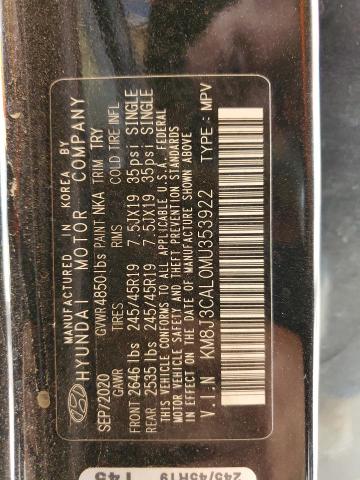 MANUFACTURED IN KOREA BY
HYUNDAI MOTOR COMPANY
SEP/2020 GVWR4850lbs PAINT NKA TRIM TRY
GAWR TIRES RIMS COLD TIRE INFL
FRONT 2646 lbs 245/45R19 7.5JX19 35psi SINGLE
REAR 2535 lbs 245/45R19 7.5JX19 35psi SINGLE
THIS VEHICLE CONFORMS TO ALL APPLICABLE U.S.A. FEDERAL
MOTOR VEHICLE SAFETY AND THEFT PREVENTION STANDARDS
IN EFFECT ON THE DATE OF MANUFACTURE SHOWN ABOVE
V.I.N KM8J3CAL0MU353922 TYPE: MPV
245/45R19
T45